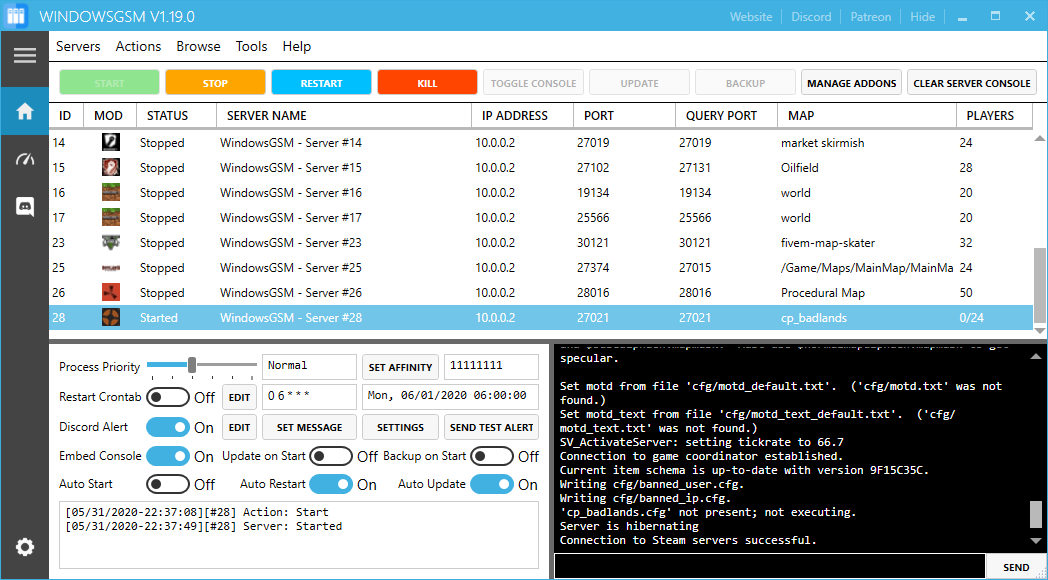 WINDOWSGSM V1.19.0
Website Discord Patreon Hide
Servers Actions Browse Tools Help
START STOP RESTART KILL TOGGLE CONSOLE UPDATE BACKUP MANAGE ADDONS CLEAR SERVER CONSOLE
ID MOD STATUS SERVER NAME IP ADDRESS PORT QUERY PORT MAP PLAYERS
14 Stopped WindowsGSM - Server #14 10.0.0.2 27019 27019 market skirmish 24
15 Stopped WindowsGSM - Server #15 10.0.0.2 27102 27131 Oilfield 28
16 Stopped WindowsGSM - Server #16 10.0.0.2 19134 19134 world 20
17 Stopped WindowsGSM - Server #17 10.0.0.2 25566 25566 world 20
23 Stopped WindowsGSM - Server #23 10.0.0.2 30121 30121 fivem-map-skater 32
25 Stopped WindowsGSM - Server #25 10.0.0.2 27374 27015 /Game/Maps/MainMap/MainMa 24
26 Stopped WindowsGSM - Server #26 10.0.0.2 28016 28016 Procedural Map 50
28 Started WindowsGSM - Server #28 10.0.0.2 27021 27021 cp_badlands 0/24
Process Priority Normal SET AFFINITY 11111111
Restart Crontab Off EDIT 0 6 * * * Mon, 06/01/2020 06:00:00
Discord Alert On EDIT SET MESSAGE SETTINGS SEND TEST ALERT
Embed Console On Update on Start Off Backup on Start Off
Auto Start Off Auto Restart On Auto Update On
[05/31/2020-22:37:08][#28] Action: Start
[05/31/2020-22:37:49][#28] Server: Started
specular.
Set motd from file 'cfg/motd_default.txt'.  ('cfg/motd.txt' was not
found.)
Set motd_text from file 'cfg/motd_text_default.txt'.  ('cfg/
motd_text.txt' was not found.)
SV_ActivateServer: setting tickrate to 66.7
Connection to game coordinator established.
Current item schema is up-to-date with version 9F15C35C.
Writing cfg/banned_user.cfg.
Writing cfg/banned_ip.cfg.
'cp_badlands.cfg' not present; not executing.
Server is hibernating
Connection to Steam servers successful.
SEND